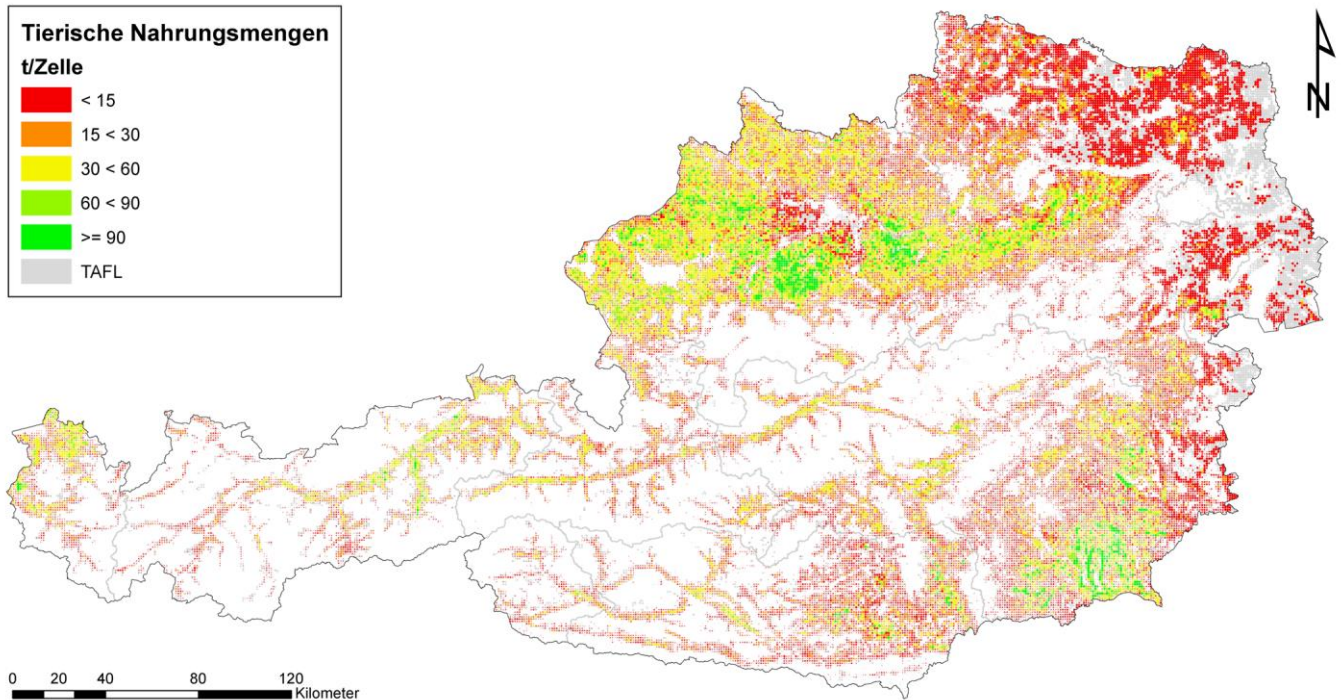 Tierische Nahrungsmengen
t/Zelle
< 15
15 < 30
30 < 60
60 < 90
>= 90
TAFL
N
0 20 40 80 120
Kilometer